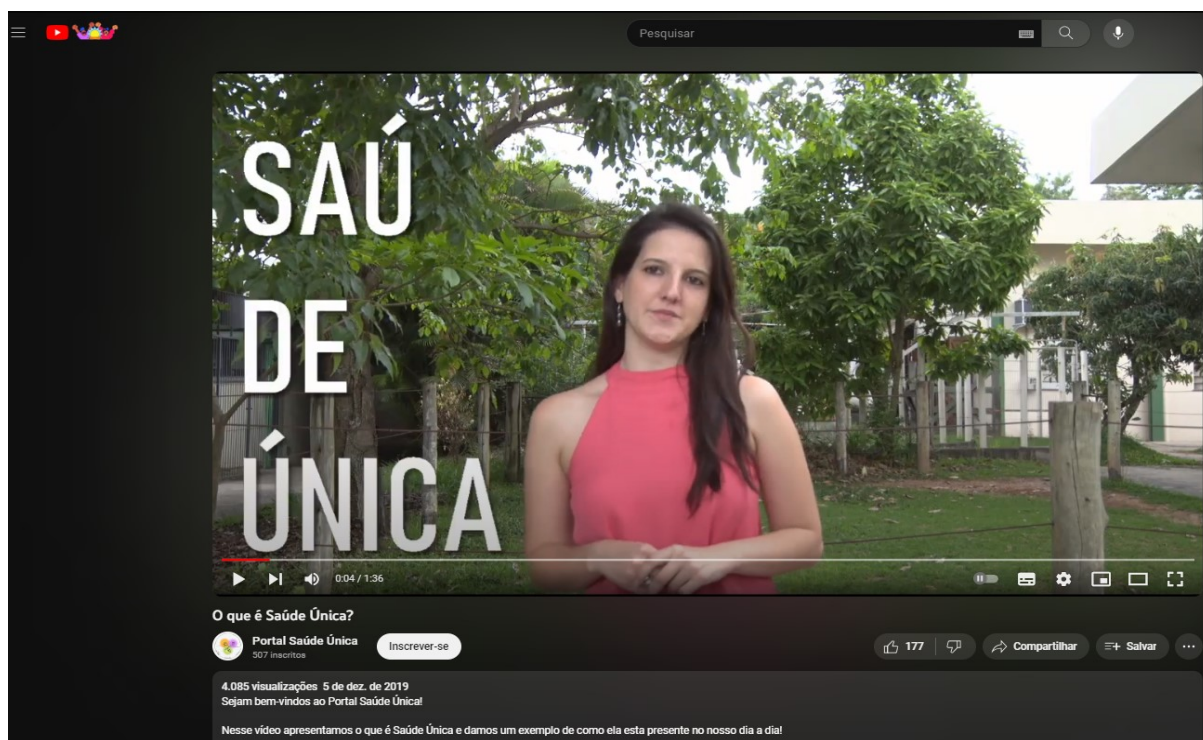 Pesquisar
SAÚ
DE
ÚNICA
0:04 / 1:36
O que é Saúde Única?
Portal Saúde Única
507 inscritos
Inscrever-se
177
Compartilhar
Salvar
4.085 visualizações 5 de dez. de 2019
Sejam bem-vindos ao Portal Saúde Única!
Nesse vídeo apresentamos o que é Saúde Única e damos um exemplo de como ela esta presente no nosso dia a dia!